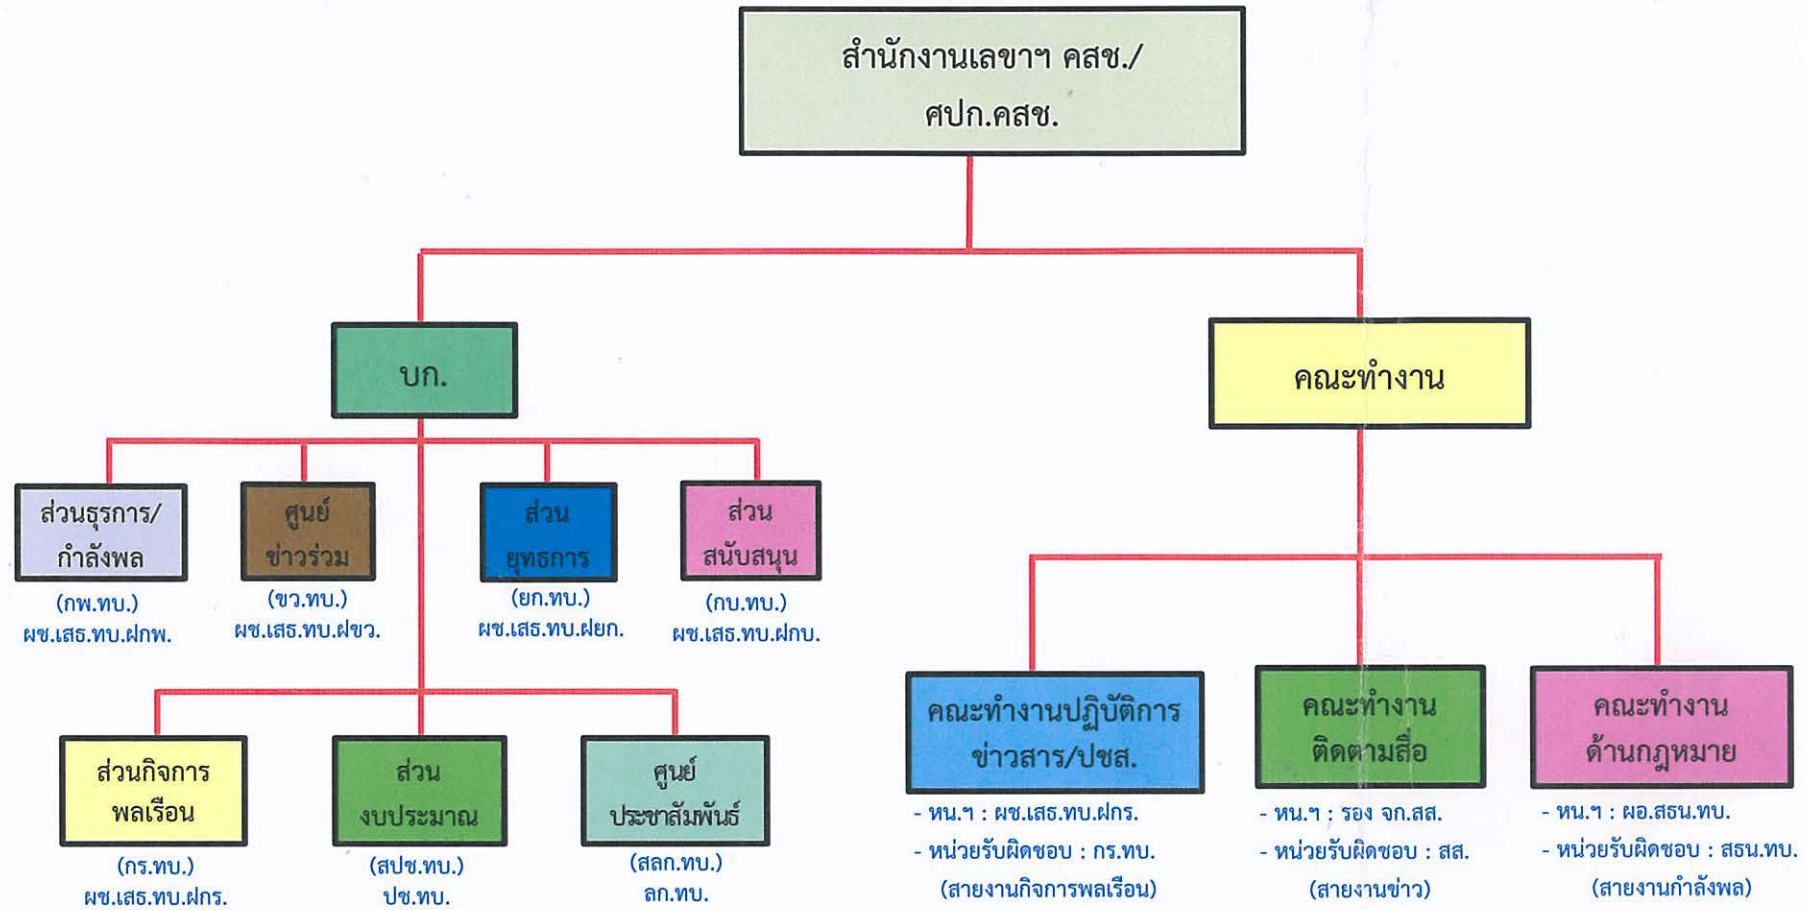 สำนักงานเลขาฯ คสช./
ศปก.คสช.
บก.
คณะทำงาน
ส่วนธุรการ/
กำลังพล
(กพ.ทบ.)
ผช.เสธ.ทบ.ฝกพ.
ศูนย์
ข่าวร่วม
(ขว.ทบ.)
ผช.เสธ.ทบ.ฝขว.
ส่วน
ยุทธการ
(ยก.ทบ.)
ผช.เสธ.ทบ.ฝยก.
ส่วน
สนับสนุน
(กบ.ทบ.)
ผช.เสธ.ทบ.ฝกบ.
ส่วนกิจการ
พลเรือน
(กร.ทบ.)
ผช.เสธ.ทบ.ฝกร.
ส่วน
งบประมาณ
(สปช.ทบ.)
ปช.ทบ.
ศูนย์
ประชาสัมพันธ์
(สลก.ทบ.)
ลก.ทบ.
คณะทำงานปฏิบัติการ
ข่าวสาร/ปชส.
- หน.ฯ : ผช.เสธ.ทบ.ฝกร.
- หน่วยรับผิดชอบ : กร.ทบ.
(สายงานกิจการพลเรือน)
คณะทำงาน
ติดตามสื่อ
- หน.ฯ : รอง จก.สส.
- หน่วยรับผิดชอบ : สส.
(สายงานข่าว)
คณะทำงาน
ด้านกฎหมาย
- หน.ฯ : ผอ.สธน.ทบ.
- หน่วยรับผิดชอบ : สธน.ทบ.
(สายงานกำลังพล)